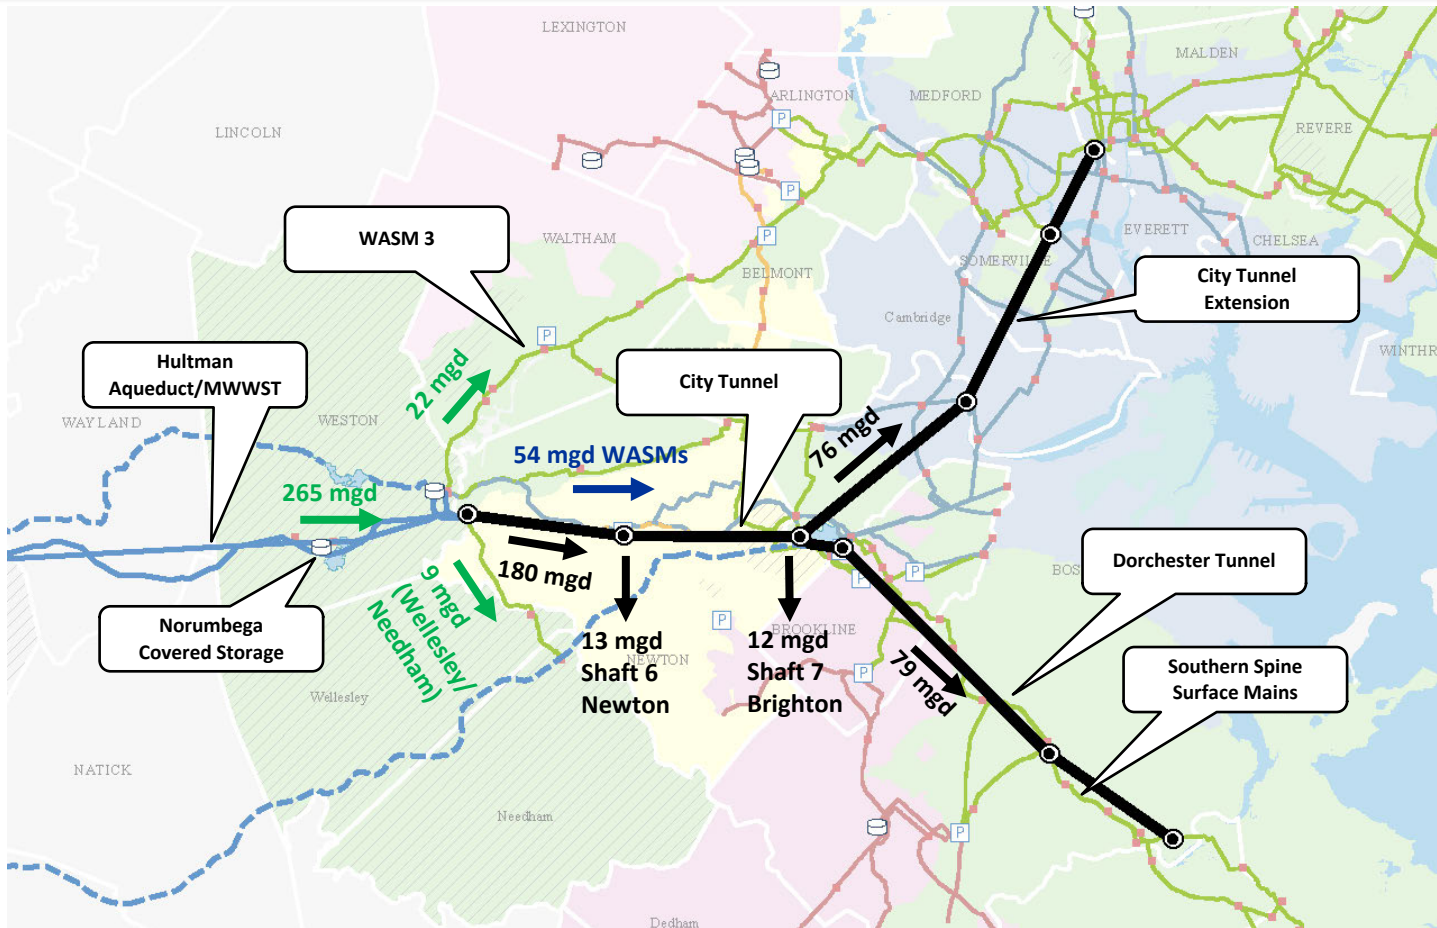 LEXINGTON
MALDEN
ARLINGTON
MEDFORD
LINCOLN
REVERE
P
P
WASM 3
WALTHAM
P
BELMONT
SOMERVILLE
EVERETT
CHELSEA
City Tunnel
Extension
Cambridge
P
Hultman
Aqueduct/MWWST
City Tunnel
WINTHR
WAYLAND
WESTON
22 mgd
76 mgd
54 mgd WASMs
265 mgd
180 mgd
9 mgd
(Wellesley/
Needham)
P
P
BOS
Dorchester Tunnel
Norumbega
Covered Storage
P
BROOKLINE
13 mgd
Shaft 6
Newton
12 mgd
Shaft 7
Brighton
NEWTON
79 mgd
P
Southern Spine
Surface Mains
Wellesley
NATICK
Needham
P
Dedham